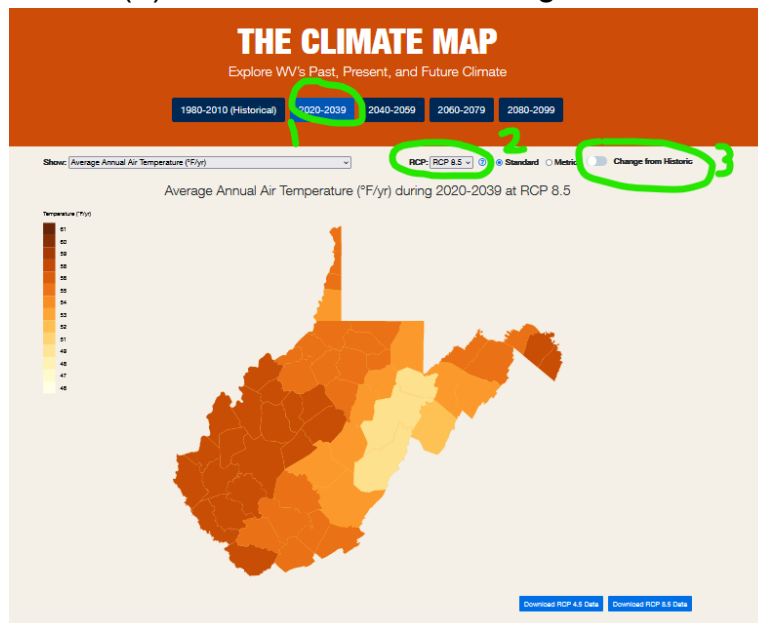 THE CLIMATE MAP
Explore WV's Past, Present, and Future Climate
1980-2010 (Historical) 2020-2039 2040-2059 2060-2079 2080-2099
1 2 3
Show: Average Annual Air Temperature (°F/yr) RCP: RCP 8.5 ? Standard Metric Change from Historic
Average Annual Air Temperature (°F/yr) during 2020-2039 at RCP 8.5
Temperature (°F/yr)
61
60
59
58
56
55
54
53
52
51
49
48
47
46
Download RCP 4.5 Data Download RCP 8.5 Data